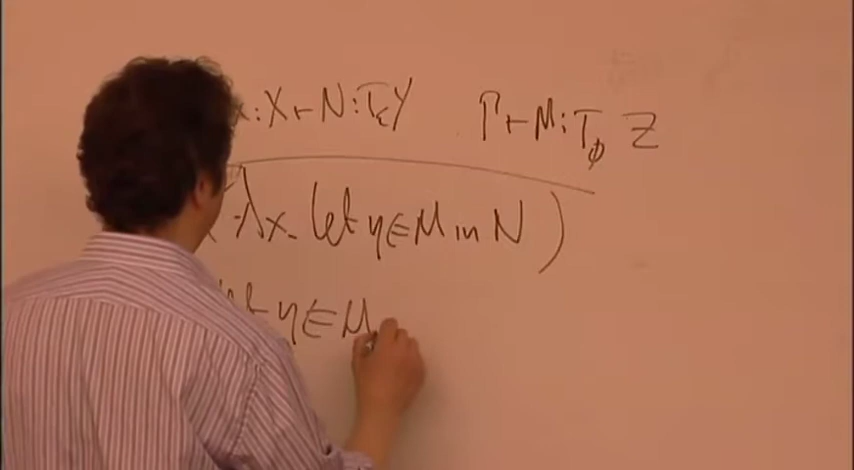 x:X ⊢ N:T_ε Y    Γ ⊢ M:T_φ Z
λx. let y ∈ M in N )
let y ∈ M